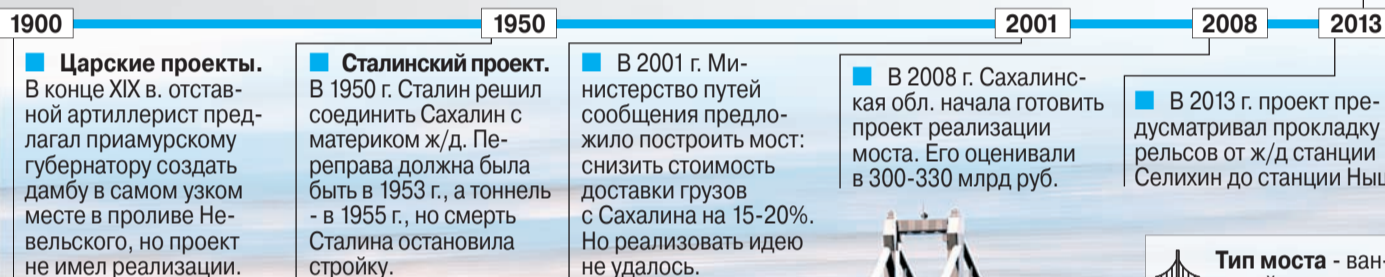 1900
1950
2001
2008
2013
Царские проекты.
В конце XIX в. отстав-
ной артиллерист пред-
лагал приамурскому
губернатору создать
дамбу в самом узком
месте в проливе Не-
вельского, но проект
не имел реализации.
Сталинский проект.
В 1950 г. Сталин решил
соединить Сахалин с
материком ж/д. Пе-
реправа должна была
быть в 1953 г., а тоннель
- в 1955 г., но смерть
Сталина остановила
стройку.
В 2001 г. Ми-
нистерство путей
сообщения предло-
жило построить мост:
снизить стоимость
доставки грузов
с Сахалина на 15-20%.
Но реализовать идею
не удалось.
В 2008 г. Сахалинс-
кая обл. начала готовить
проект реализации
моста. Его оценивали
в 300-330 млрд руб.
В 2013 г. проект пре-
дусматривал прокладку
рельсов от ж/д станции
Селихин до станции
Тип моста - ван-